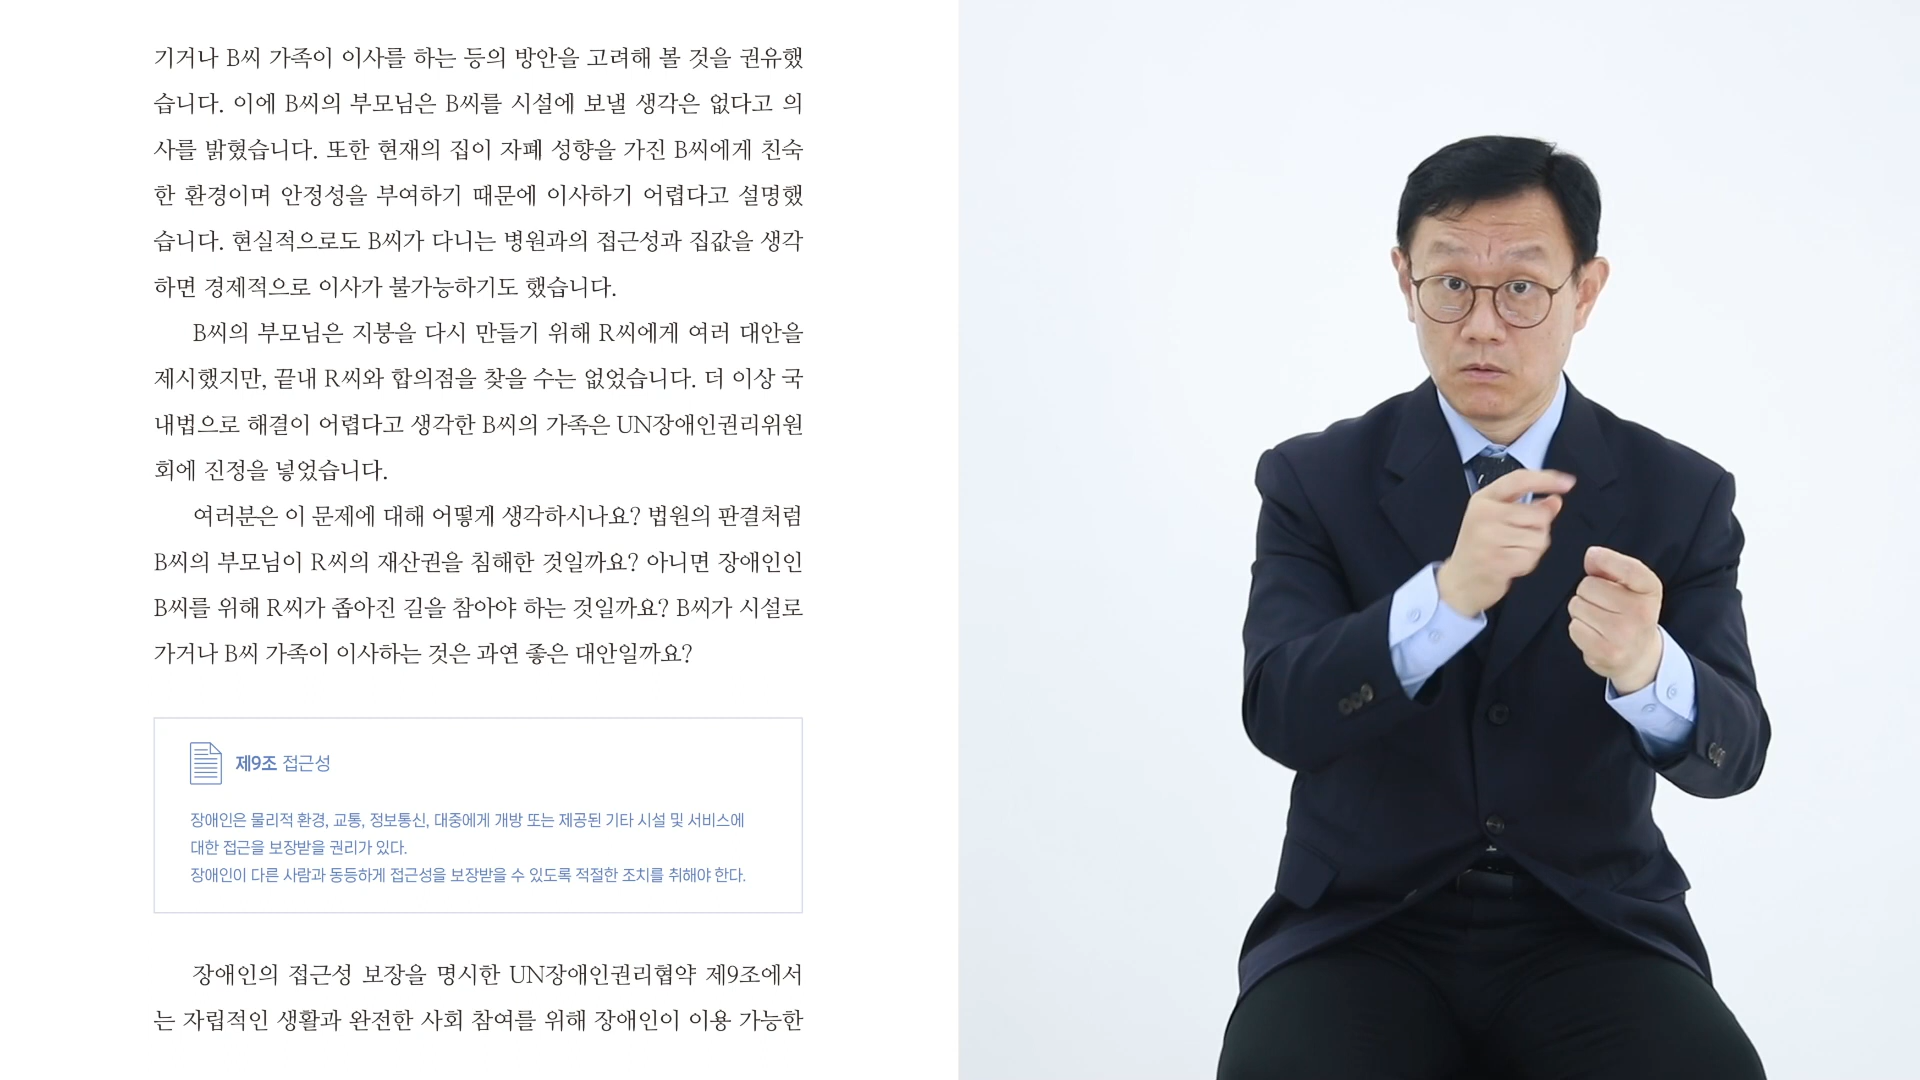 기거나 B씨 가족이 이사를 하는 등의 방안을 고려해 볼 것을 권유했
습니다. 이에 B씨의 부모님은 B씨를 시설에 보낼 생각은 없다고 의
사를 밝혔습니다. 또한 현재의 집이 자폐 성향을 가진 B씨에게 친숙
한 환경이며 안정성을 부여하기 때문에 이사하기 어렵다고 설명했
습니다. 현실적으로도 B씨가 다니는 병원과의 접근성과 집값을 생각
하면 경제적으로 이사가 불가능하기도 했습니다.
B씨의 부모님은 지붕을 다시 만들기 위해 R씨에게 여러 대안을
제시했지만, 끝내 R씨와 합의점을 찾을 수는 없었습니다. 더 이상 국
내법으로 해결이 어렵다고 생각한 B씨의 가족은 UN장애인권리위원
회에 진정을 넣었습니다.
여러분은 이 문제에 대해 어떻게 생각하시나요? 법원의 판결처럼
B씨의 부모님이 R씨의 재산권을 침해한 것일까요? 아니면 장애인인
B씨를 위해 R씨가 좁아진 길을 참아야 하는 것일까요? B씨가 시설로
가거나 B씨 가족이 이사하는 것은 과연 좋은 대안일까요?
제9조 접근성
장애인은 물리적 환경, 교통, 정보통신, 대중에게 개방 또는 제공된 기타 시설 및 서비스에
대한 접근을 보장받을 권리가 있다.
장애인이 다른 사람과 동등하게 접근성을 보장받을 수 있도록 적절한 조치를 취해야 한다.
장애인의 접근성 보장을 명시한 UN장애인권리협약 제9조에서
는 자립적인 생활과 완전한 사회 참여를 위해 장애인이 이용 가능한